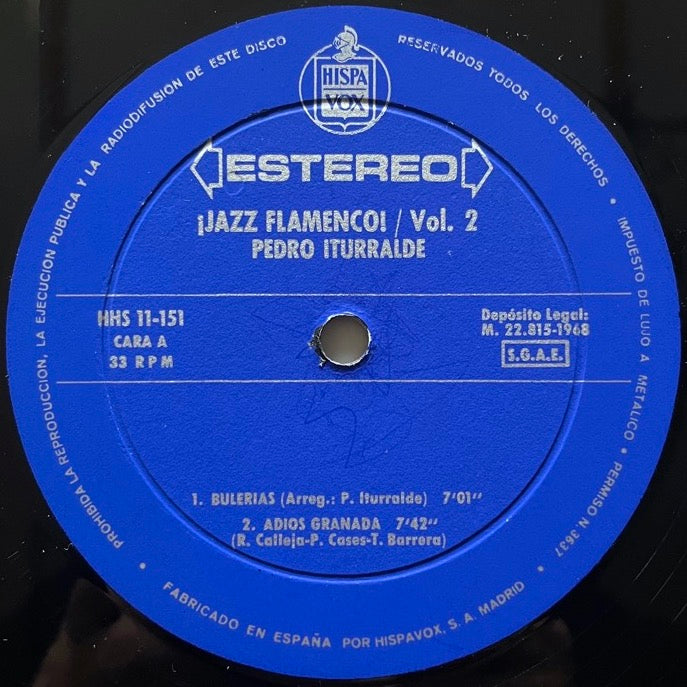 HISPA
VOX
ESTEREO
¡JAZZ FLAMENCO! / Vol. 2
PEDRO ITURRALDE
HHS 11-151
CARA A
33 RPM
Depósito Legal:
M. 22.815-1968
S.G.A.E.
1. BULERIAS (Arreg.: P. Iturralde) 7'01"
2. ADIOS GRANADA 7'42"
(R. Calleja-P. Cases-T. Barrera)
PROHIBIDA LA REPRODUCCION, LA EJECUCION PUBLICA Y LA RADIODIFUSION DE ESTE DISCO
RESERVADOS TODOS LOS DERECHOS · IMPUESTO DE LUJO A METALICO · PERMISO N 3637
FABRICADO EN ESPAÑA POR HISPAVOX. S. A. MADRID